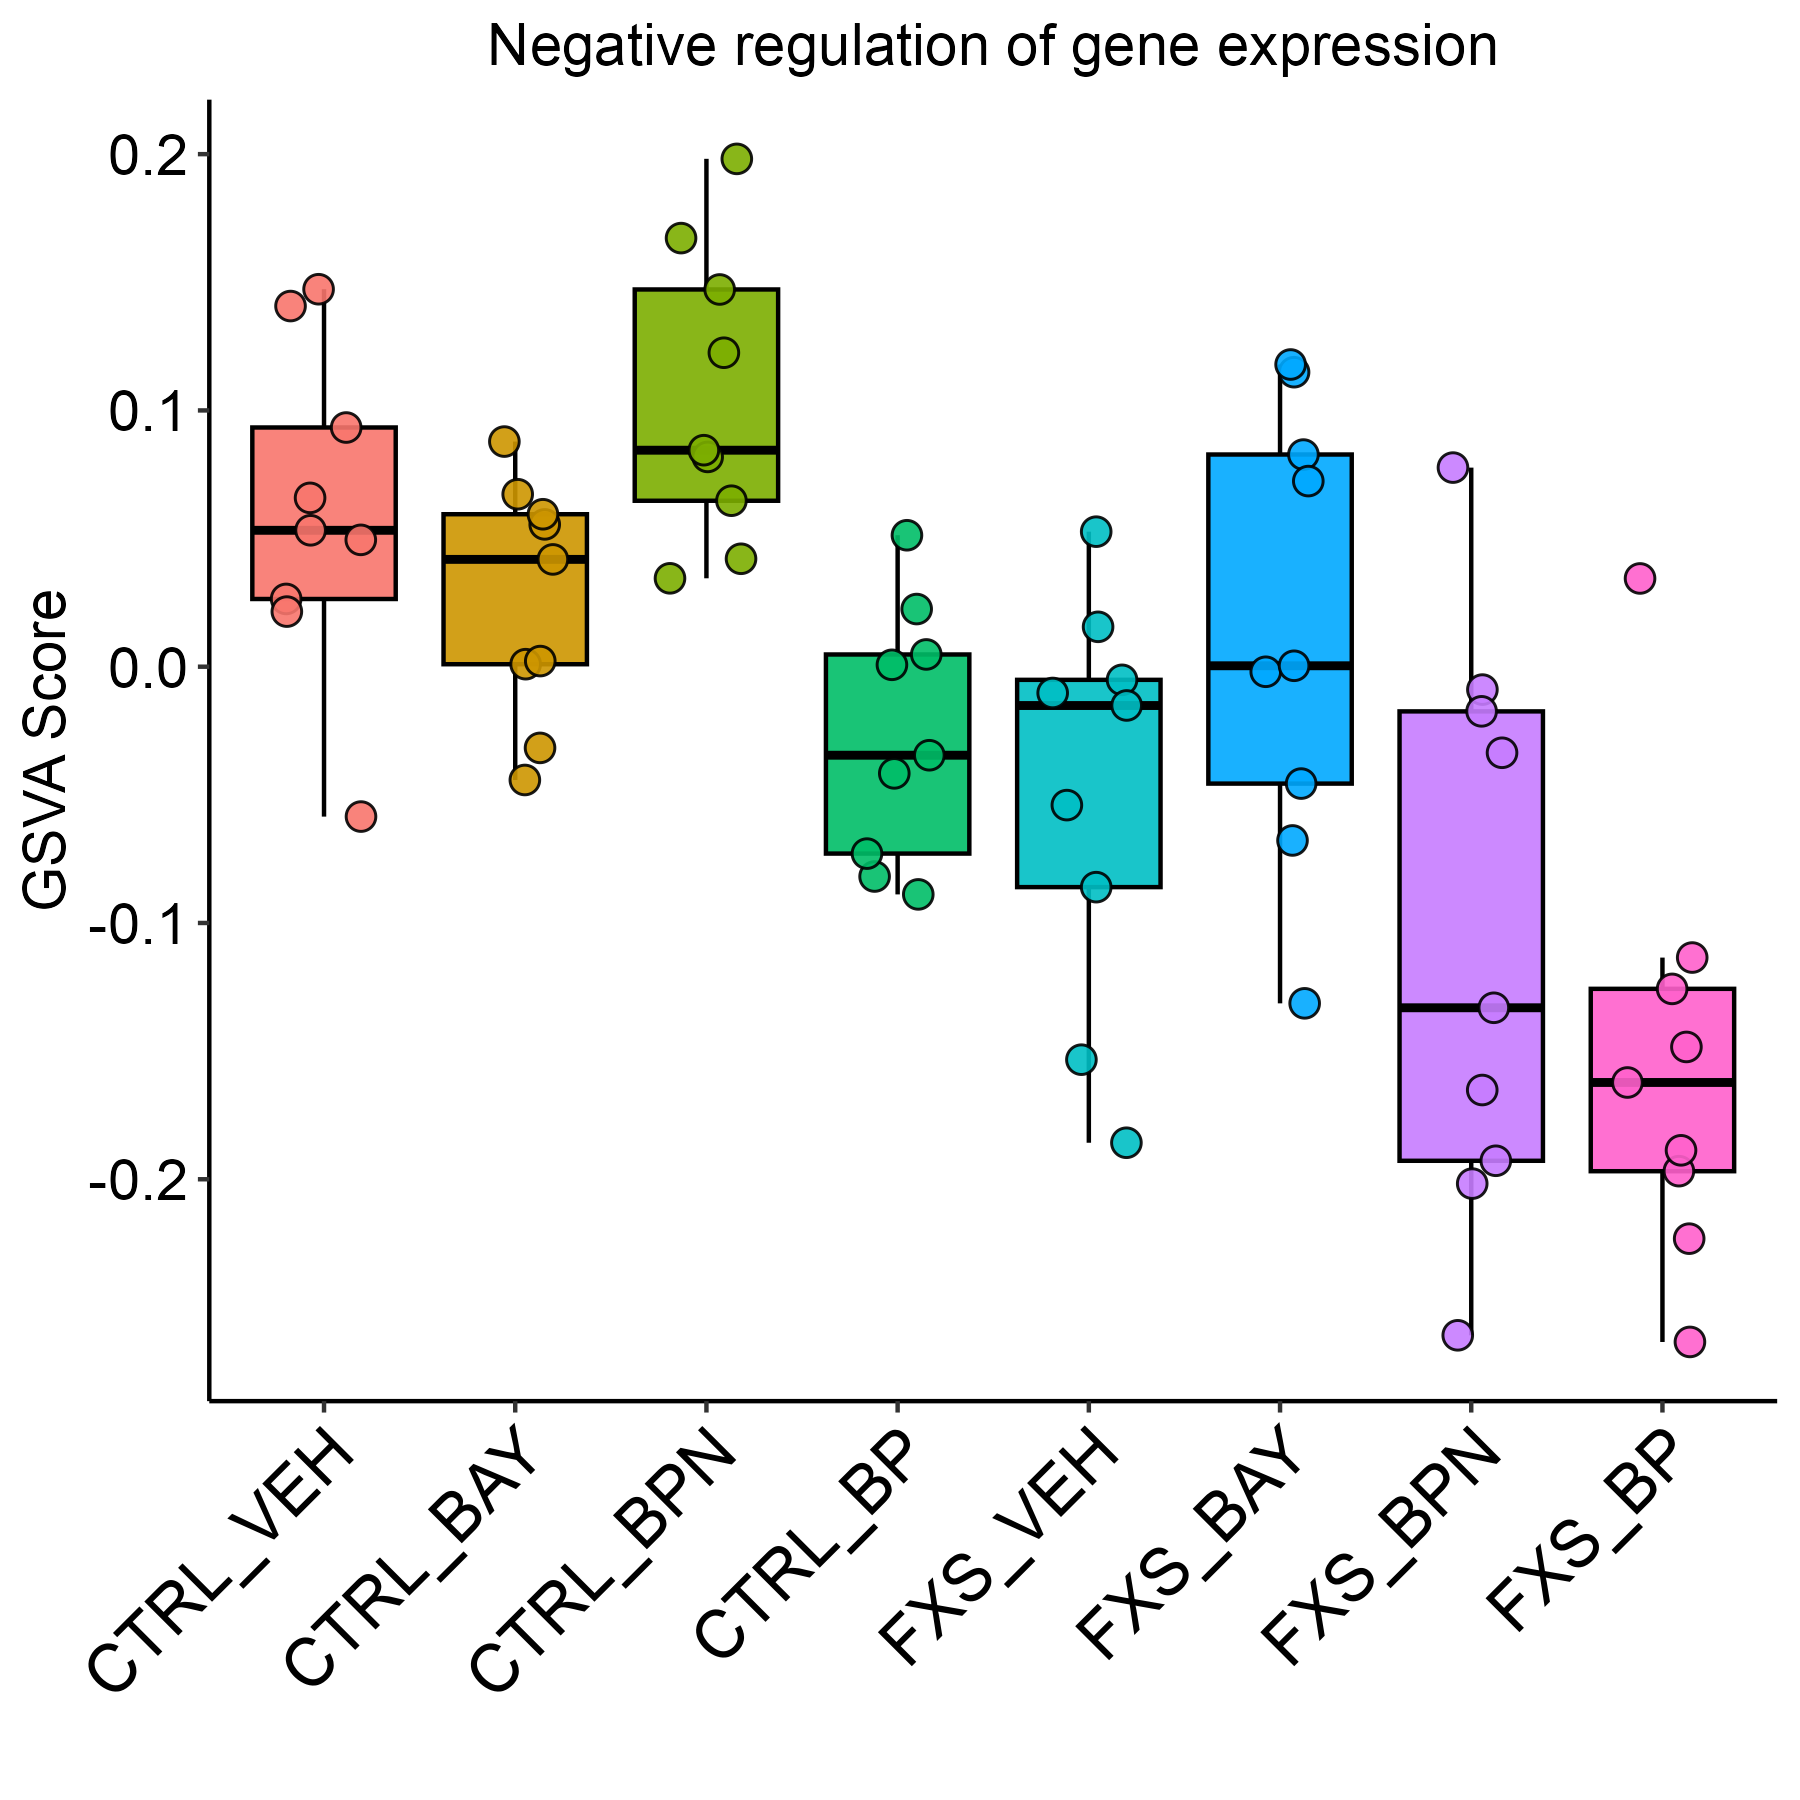 Negative regulation of gene expression
GSVA Score
0.2
0.1
0.0
-0.1
-0.2
CTRL_VEH
CTRL_BAY
CTRL_BPN
CTRL_BP
FXS_VEH
FXS_BAY
FXS_BPN
FXS_BP